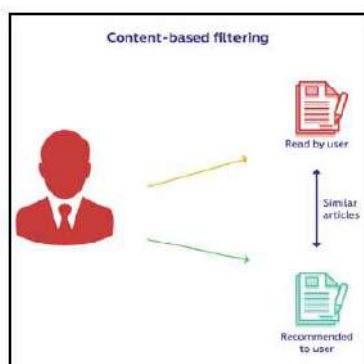 Content-based filtering
Read by user
Similar
articles
Recommended
to user